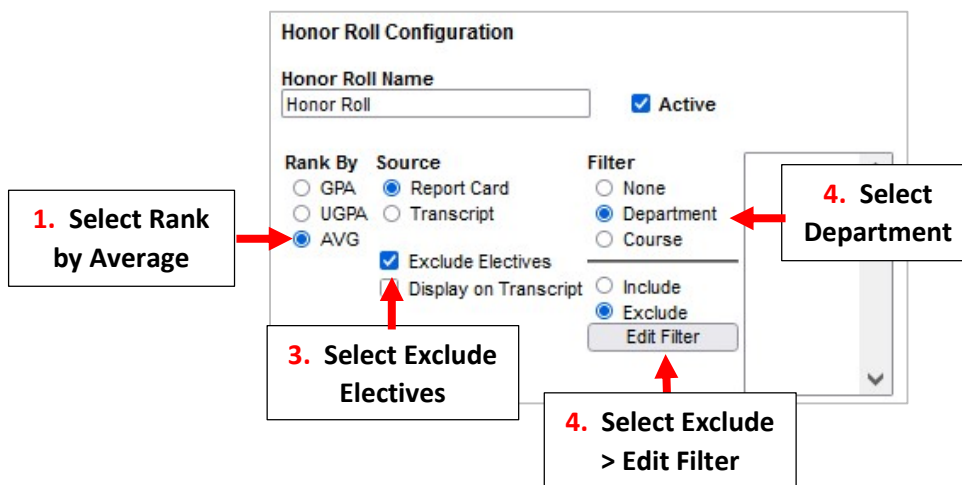 Honor Roll Configuration
Honor Roll Name
Honor Roll
Active
Rank By Source Filter
GPA Report Card None
UGPA Transcript Department
AVG Course
Exclude Electives
Display on Transcript Include
Exclude
Edit Filter
1. Select Rank
by Average
4. Select
Department
3. Select Exclude
Electives
4. Select Exclude
> Edit Filter